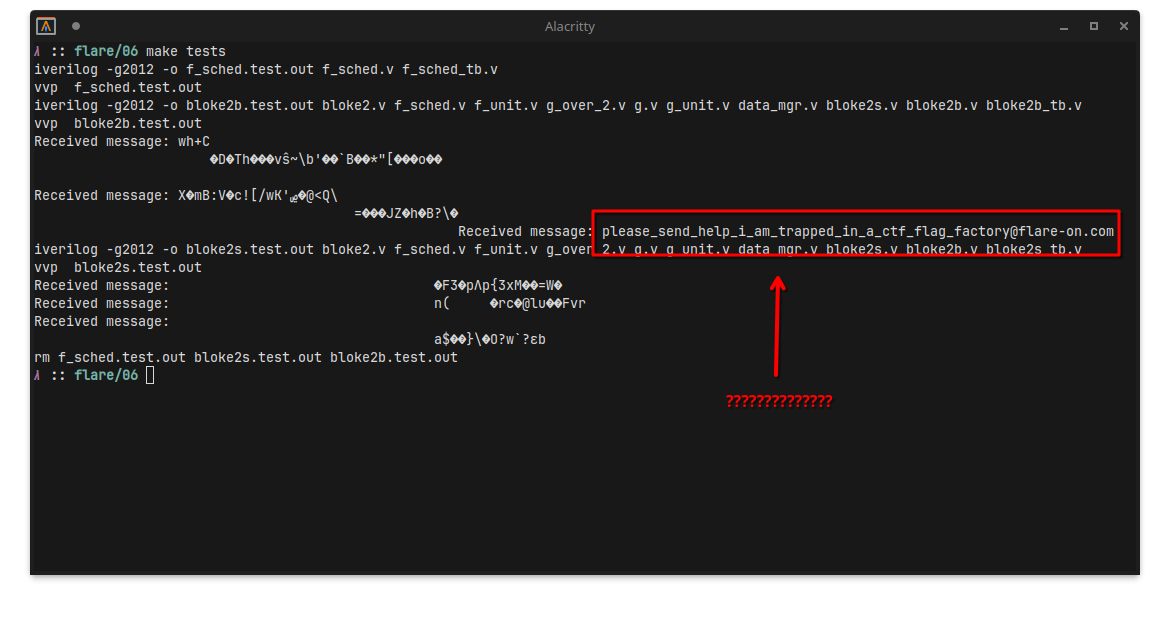 Alacritty
λ :: flare/06 make tests
iverilog -g2012 -o f_sched.test.out f_sched.v f_sched_tb.v
vvp  f_sched.test.out
iverilog -g2012 -o bloke2b.test.out bloke2.v f_sched.v f_unit.v g_over_2.v g.v g_unit.v data_mgr.v bloke2s.v bloke2b.v bloke2b_tb.v
vvp  bloke2b.test.out
Received message: wh+C
�D�Th���vŝ~\b'��`B��*"[���o��
Received message: X�mB:V�c![/wK' �@<Q\
=���JZ�h�B?\�
Received message: please_send_help_i_am_trapped_in_a_ctf_flag_factory@flare-on.com
iverilog -g2012 -o bloke2s.test.out bloke2.v f_sched.v f_unit.v g_over_2.v g.v g_unit.v data_mgr.v bloke2s.v bloke2b.v bloke2s_tb.v
vvp  bloke2s.test.out
Received message: �F3�pΛp{3xM��=W�
Received message: n(     �rc�@lu��Fvr
Received message:
a$��}\�O?w`?εb
rm f_sched.test.out bloke2s.test.out bloke2b.test.out
λ :: flare/06
??????????????